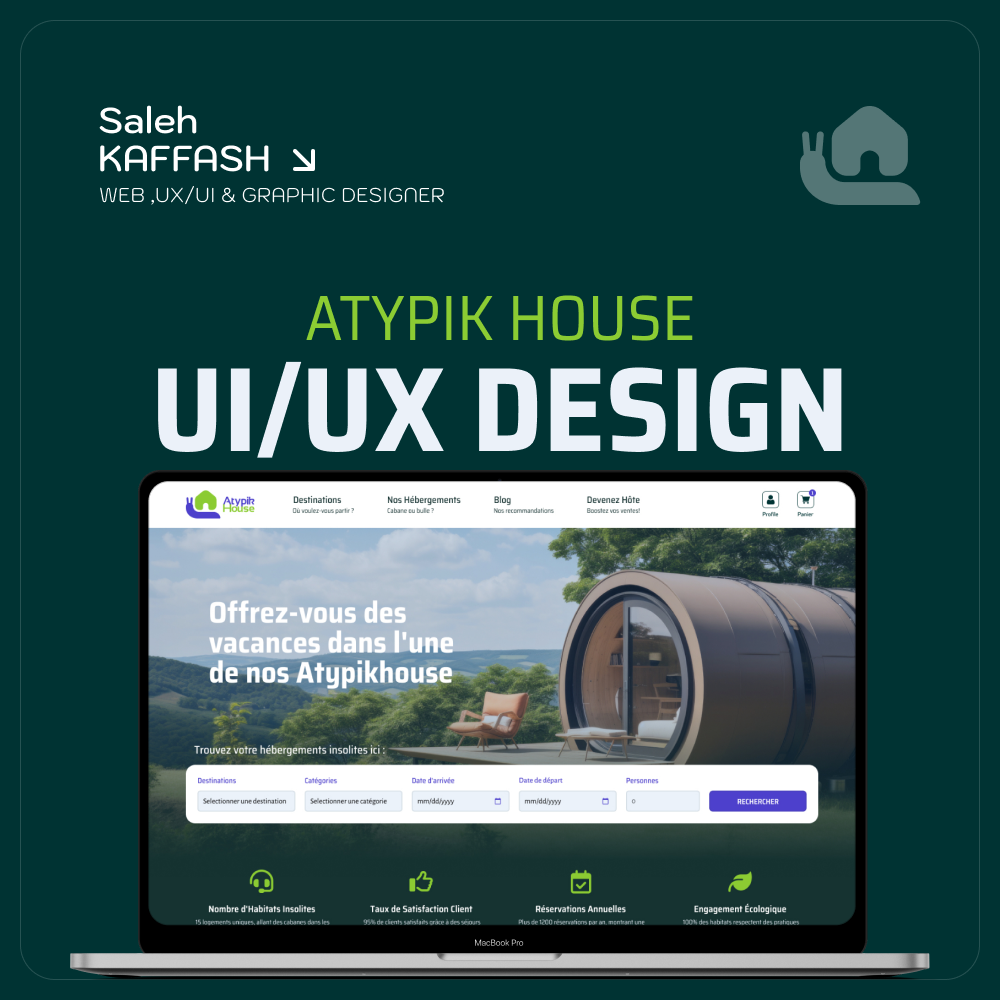 Saleh
KAFFASH
WEB ,UX/UI & GRAPHIC DESIGNER
ATYPIK HOUSE
UI/UX DESIGN
Atypik
House
Destinations
Où voulez-vous partir ?
Nos Hébergements
Cabane ou bulle ?
Blog
Nos recommandations
Devenez Hôte
Boostez vos ventes!
Profile
1
Panier
Offrez-vous des
vacances dans l'une
de nos Atypikhouse
Trouvez votre hébergements insolites ici :
Destinations
Catégories
Date d'arrivée
Date de départ
Personnes
Selectionner une destination
Selectionner une catégorie
mm/dd/yyyy
mm/dd/yyyy
0
RECHERCHER
Nombre d'Habitats Insolites
Taux de Satisfaction Client
Réservations Annuelles
Engagement Écologique
15 logements uniques, allant des cabanes dans les
95% de clients satisfaits grâce à des séjours
Plus de 1200 réservations par an, montrant une
100% des habitats respectent des pratiques
MacBook Pro